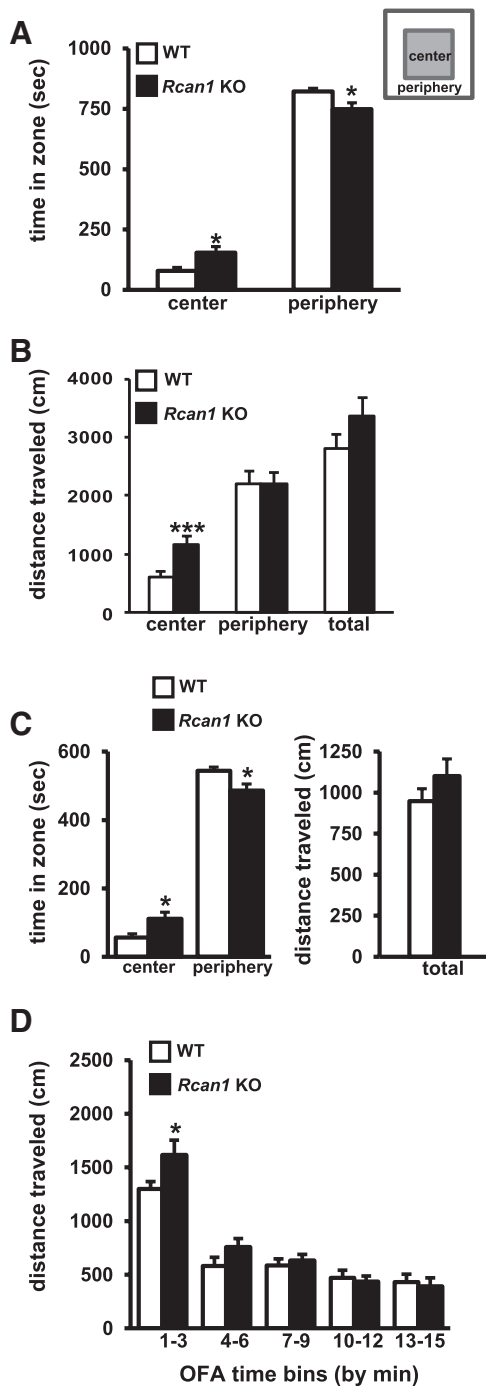 A
time in zone (sec)
1000
750
500
250
0
WT
Rcan1 KO
*
*
center
periphery
center
periphery
B
distance traveled (cm)
4000
3000
2000
1000
0
WT
Rcan1 KO
***
center
periphery
total
C
WT
Rcan1 KO
time in zone (sec)
600
400
200
0
*
*
center
periphery
distance traveled (cm)
1250
1000
750
500
250
0
total
D
distance traveled (cm)
2500
2000
1500
1000
500
0
WT
Rcan1 KO
*
1-3
4-6
7-9
10-12
13-15
OFA time bins (by min)